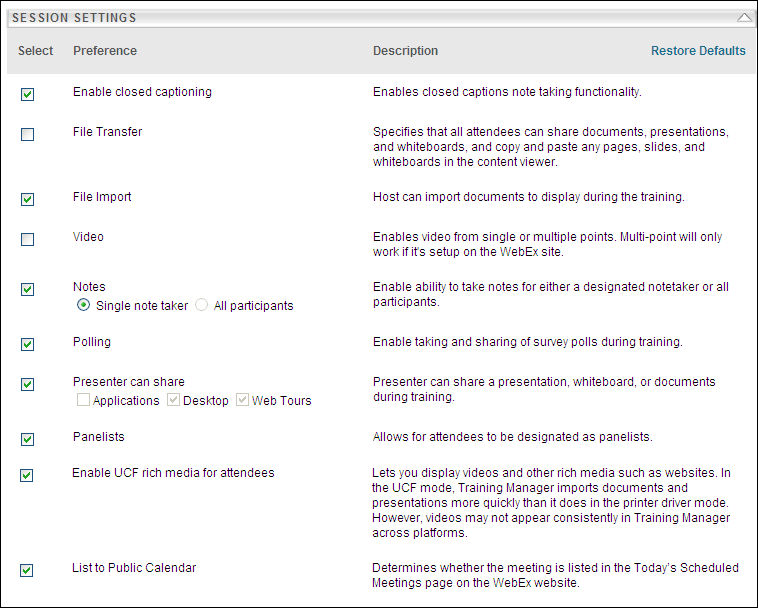 SESSION SETTINGS
Select Preference Description Restore Defaults
Enable closed captioning Enables closed captions note taking functionality.
File Transfer Specifies that all attendees can share documents, presentations,
and whiteboards, and copy and paste any pages, slides, and
whiteboards in the content viewer.
File Import Host can import documents to display during the training.
Video Enables video from single or multiple points. Multi-point will only
work if it's setup on the WebEx site.
Notes Enable ability to take notes for either a designated notetaker or all
Single note taker All participants participants.
Polling Enable taking and sharing of survey polls during training.
Presenter can share Presenter can share a presentation, whiteboard, or documents
Applications Desktop Web Tours during training.
Panelists Allows for attendees to be designated as panelists.
Enable UCF rich media for attendees Lets you display videos and other rich media such as websites. In
the UCF mode, Training Manager imports documents and
presentations more quickly than it does in the printer driver mode.
However, videos may not appear consistently in Training Manager
across platforms.
List to Public Calendar Determines whether the meeting is listed in the Today's Scheduled
Meetings page on the WebEx website.